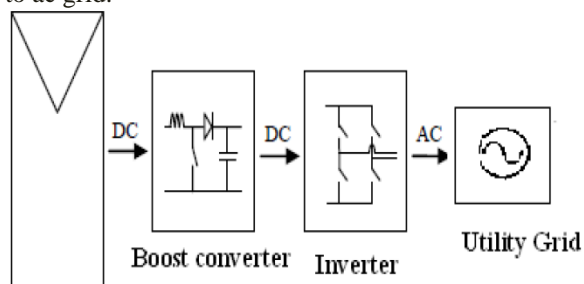 to ac grid.
DC
DC
AC
Boost converter
Inverter
Utility Grid